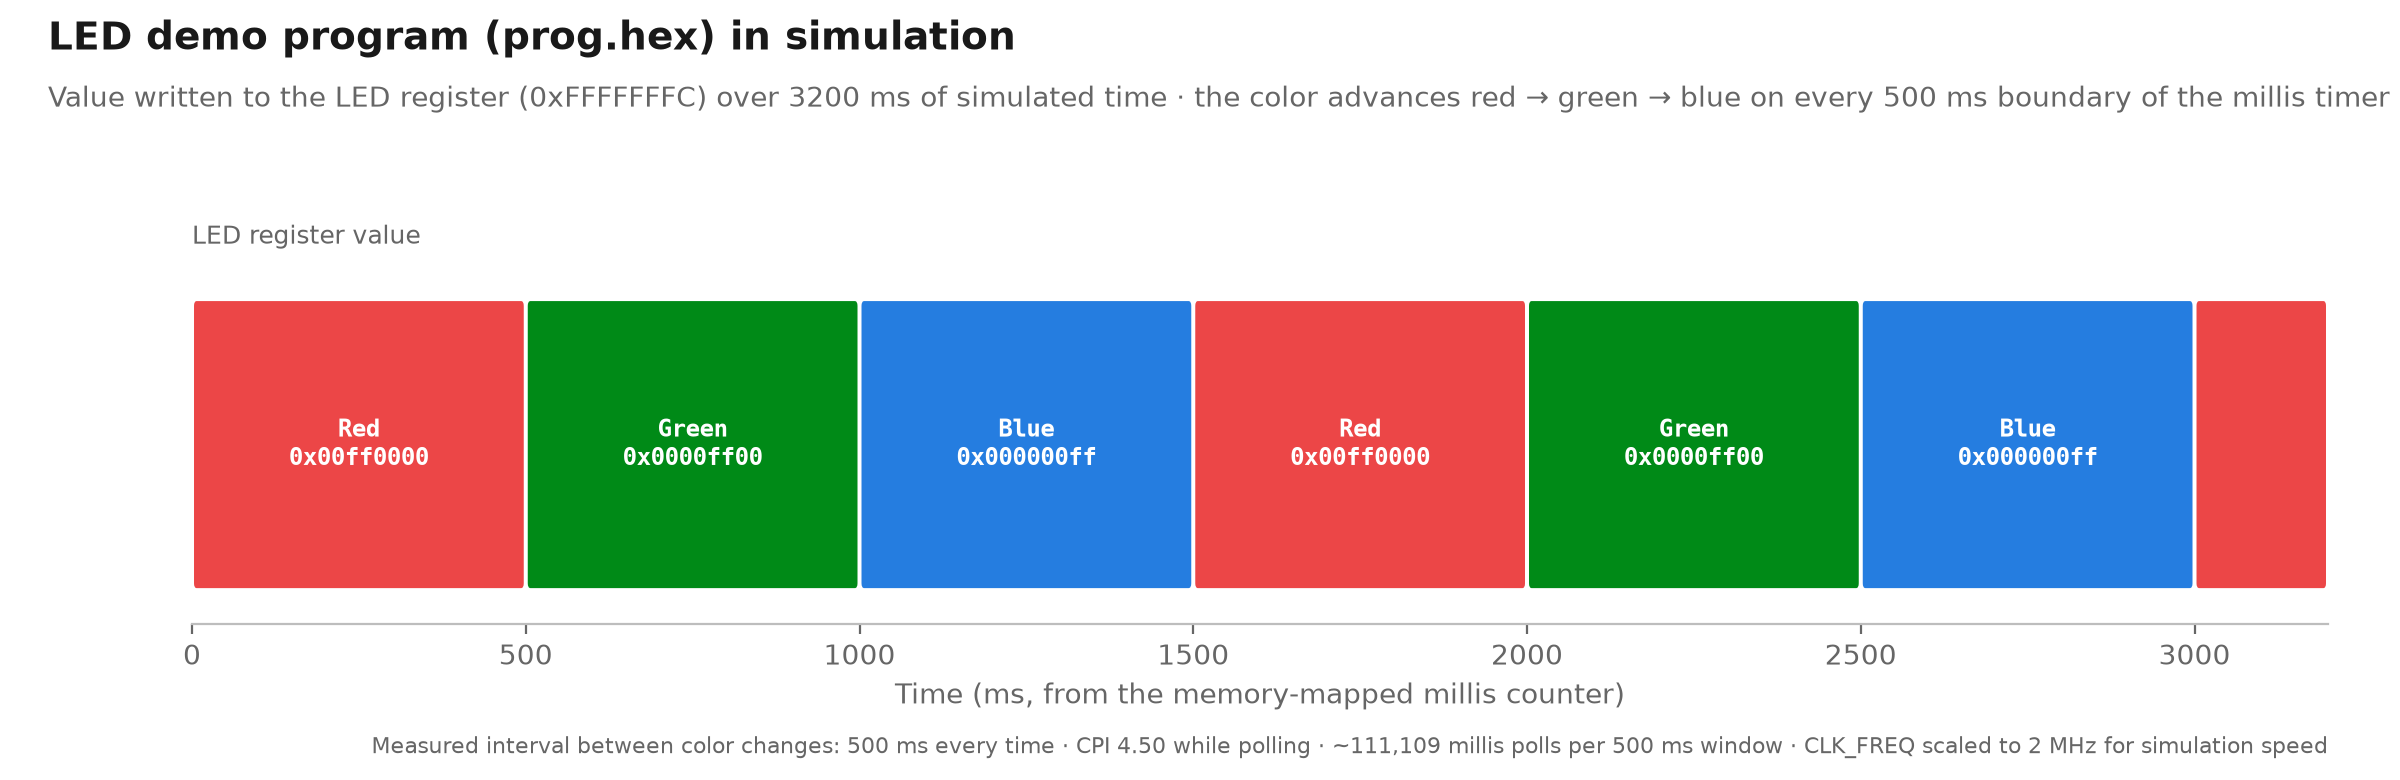 LED demo program (prog.hex) in simulation
Value written to the LED register (0xFFFFFFFC) over 3200 ms of simulated time · the color advances red → green → blue on every 500 ms boundary of the millis timer
LED register value
Red
0x00ff0000
Green
0x0000ff00
Blue
0x000000ff
Red
0x00ff0000
Green
0x0000ff00
Blue
0x000000ff
0 500 1000 1500 2000 2500 3000
Time (ms, from the memory-mapped millis counter)
Measured interval between color changes: 500 ms every time · CPI 4.50 while polling · ~111,109 millis polls per 500 ms window · CLK_FREQ scaled to 2 MHz for simulation speed